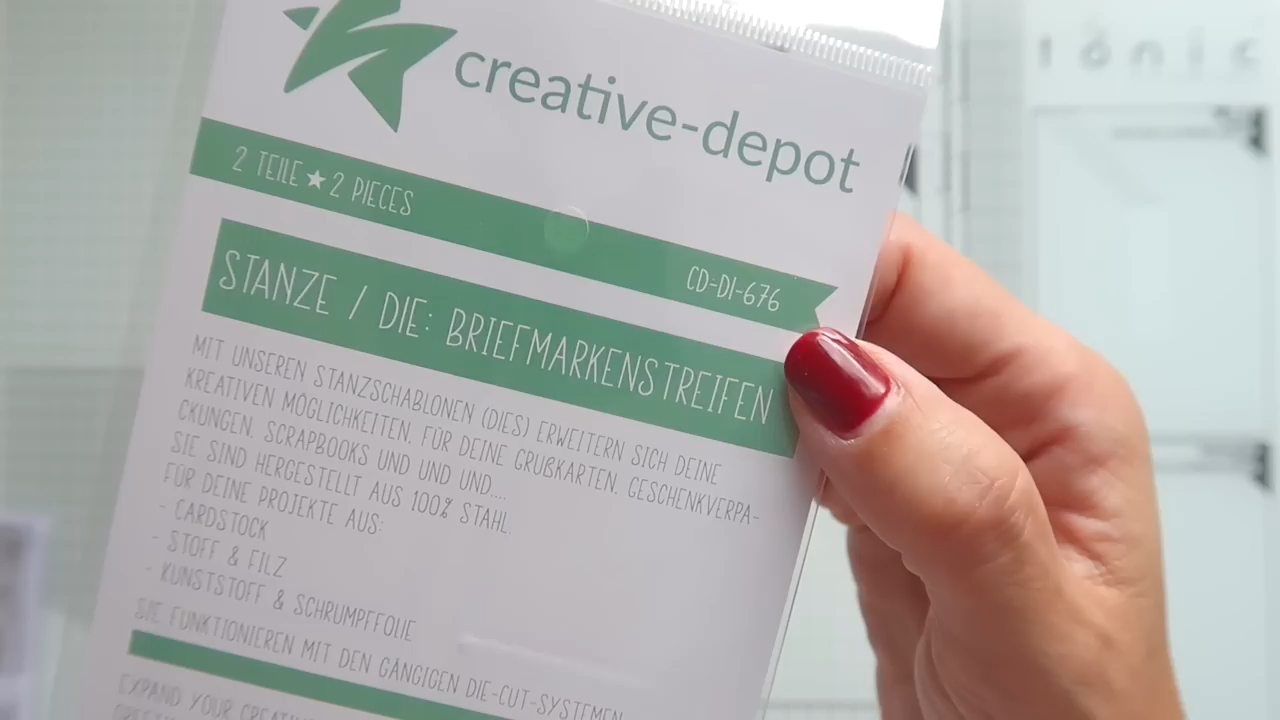 creative-depot
2 TEILE ★ 2 PIECES
CD-DI-676
STANZE / DIE: BRIEFMARKENSTREIFEN
MIT UNSEREN STANZSCHABLONEN (DIES) ERWEITERN SICH DEINE
KREATIVEN MÖGLICHKEITEN, FÜR DEINE GRUßKARTEN, GESCHENKVERPA-
CKUNGEN, SCRAPBOOKS UND UND UND....
SIE SIND HERGESTELLT AUS 100% STAHL.
FÜR DEINE PROJEKTE AUS:
- CARDSTOCK
- STOFF & FILZ
- KUNSTSTOFF & SCHRUMPFFOLIE
SIE FUNKTIONIEREN MIT DEN GÄNGIGEN DIE-CUT-SYSTEMEN
EXPAND YOUR